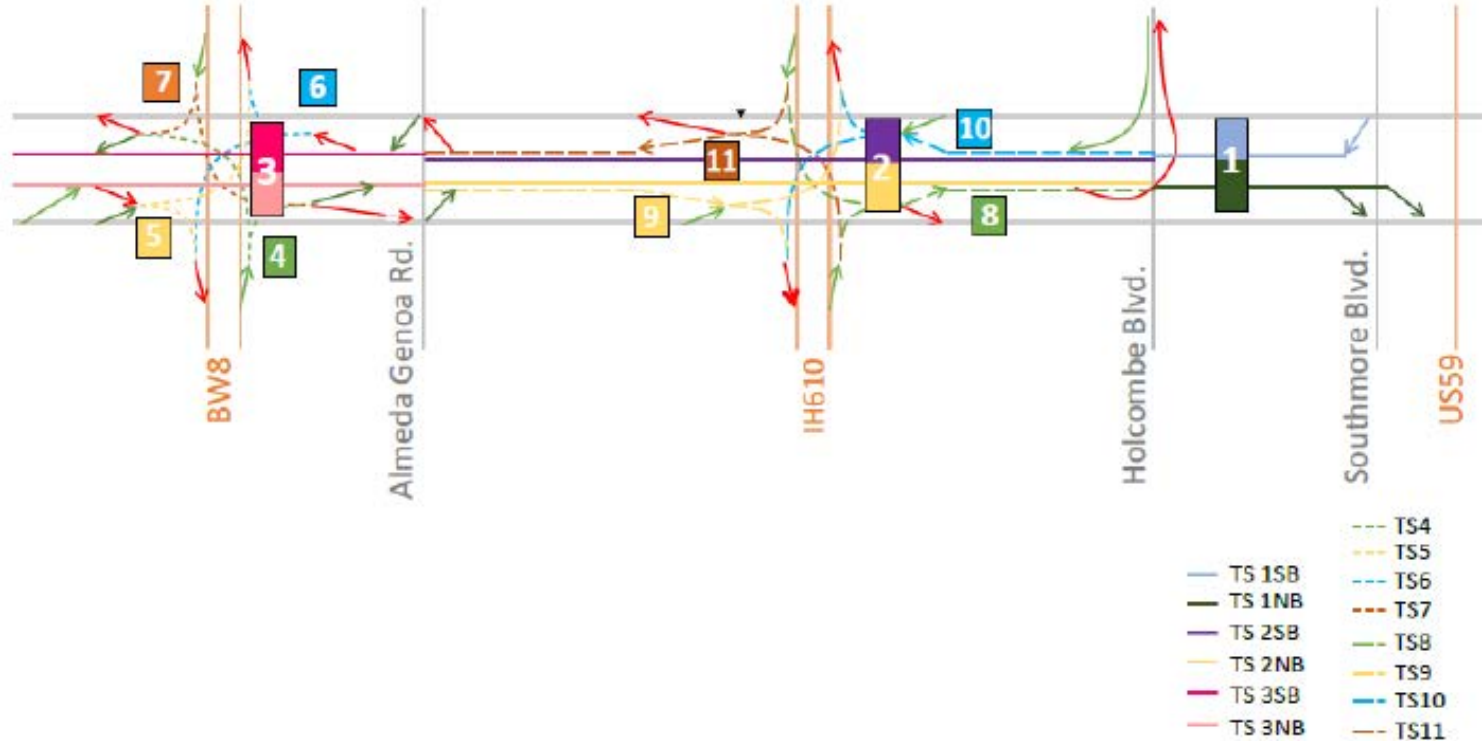 7
6
10
3
11
2
1
5
4
9
8
BW8
Almeda Genoa Rd.
IH610
Holcombe Blvd.
Southmore Blvd.
US59
TS 1SB
TS 1NB
TS 2SB
TS 2NB
TS 3SB
TS 3NB
TS4
TS5
TS6
TS7
TS8
TS9
TS10
TS11